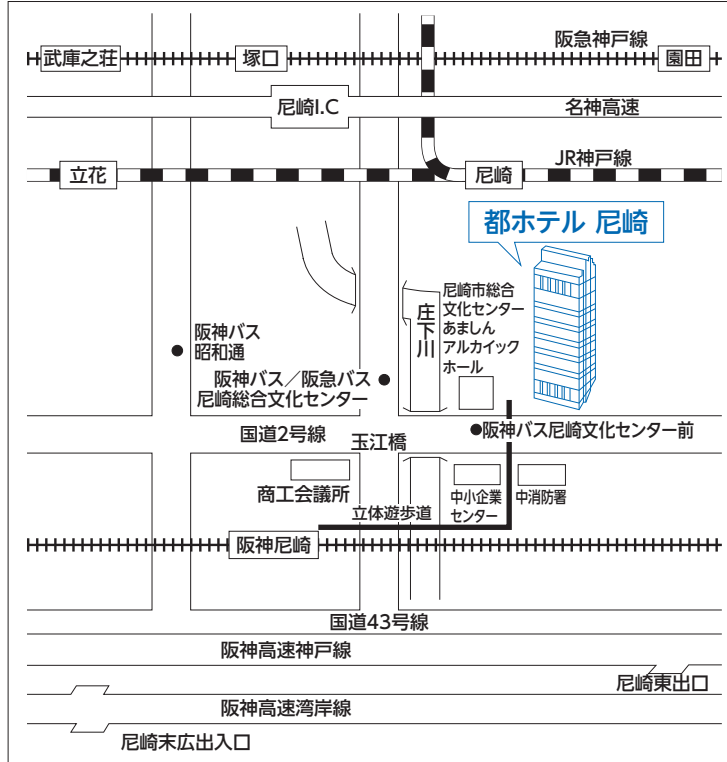 阪急神戸線
武庫之荘
塚口
園田
尼崎I.C
名神高速
JR神戸線
立花
尼崎
都ホテル 尼崎
尼崎市総合
文化センター
あましん
アルカイック
ホール
庄下川
阪神バス
昭和通
阪神バス／阪急バス
尼崎総合文化センター
国道2号線
玉江橋
阪神バス尼崎文化センター前
商工会議所
中小企業
センター
中消防署
立体遊歩道
阪神尼崎
国道43号線
阪神高速神戸線
尼崎東出口
阪神高速湾岸線
尼崎末広出入口